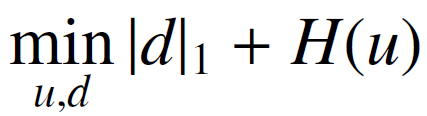 min |d|₁ + H(u)
u,d